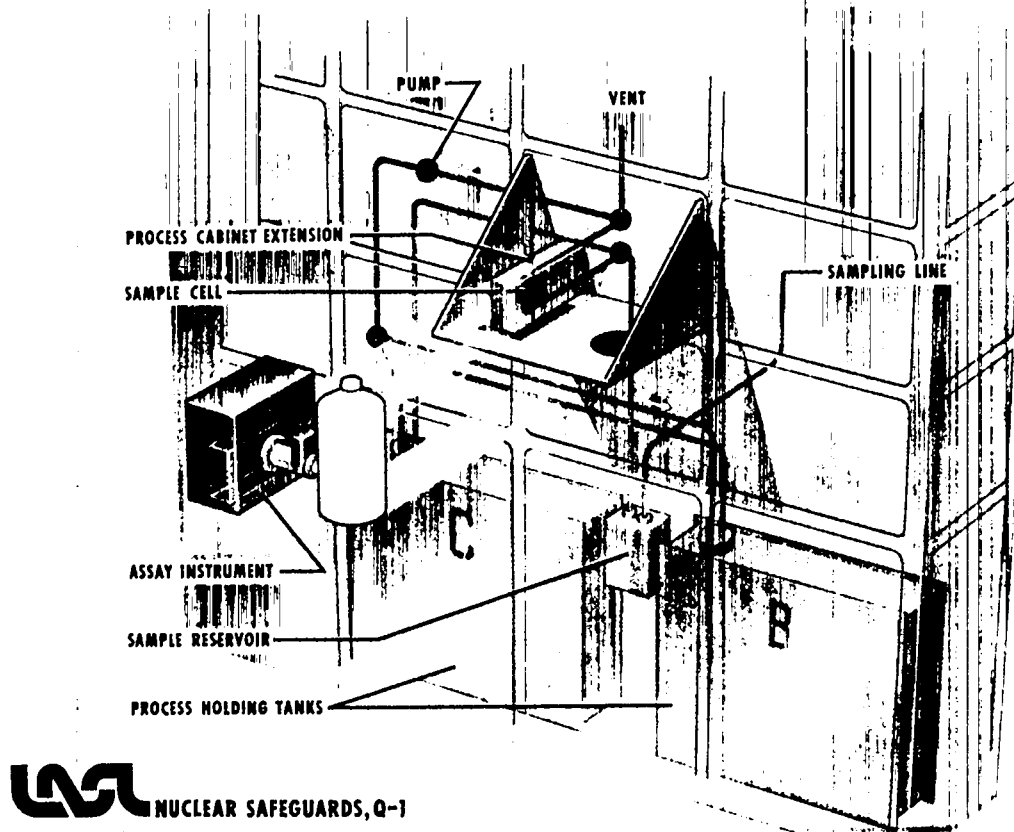 PUMP
VENT
PROCESS CABINET EXTENSION
SAMPLING LINE
SAMPLE CELL
ASSAY INSTRUMENT
SAMPLE RESERVOIR
PROCESS HOLDING TANKS
C
B
LASL NUCLEAR SAFEGUARDS, Q-1